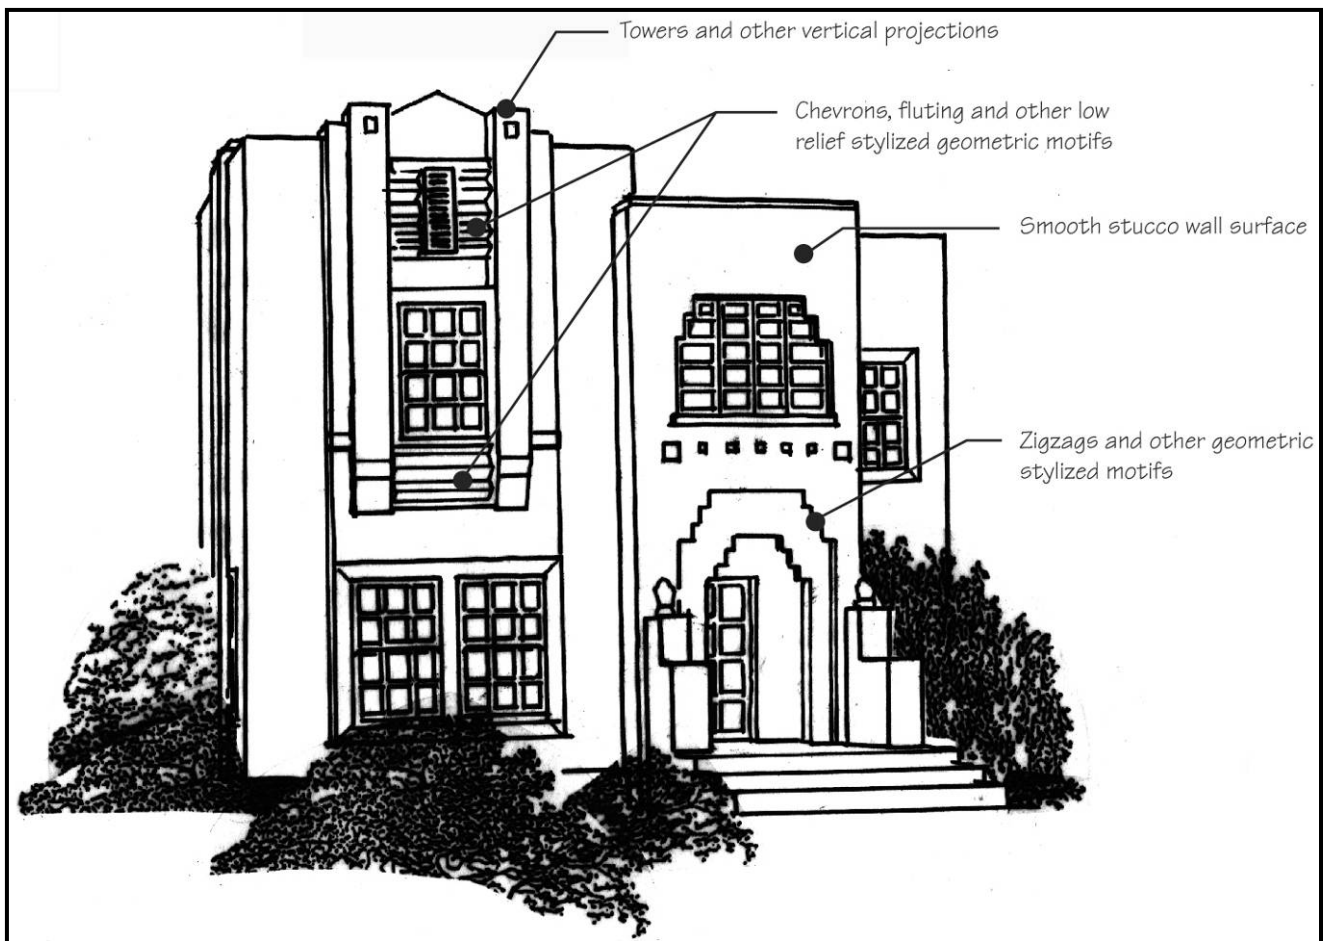 Towers and other vertical projections
Chevrons, fluting and other low
relief stylized geometric motifs
Smooth stucco wall surface
Zigzags and other geometric
stylized motifs